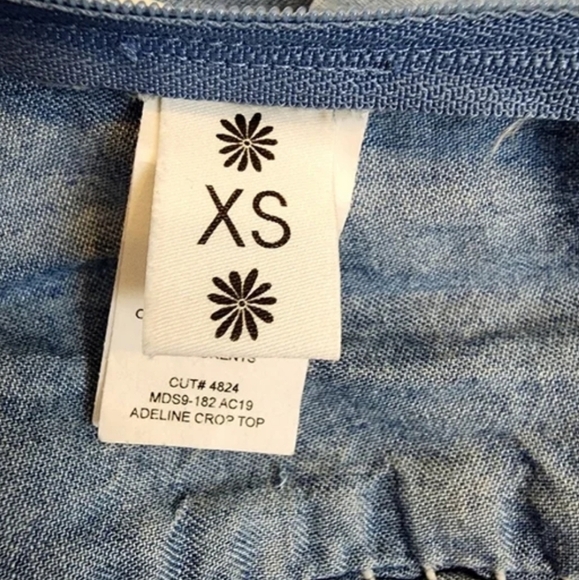 XS
CUT# 4824
MDS9-182 AC19
ADELINE CROP TOP